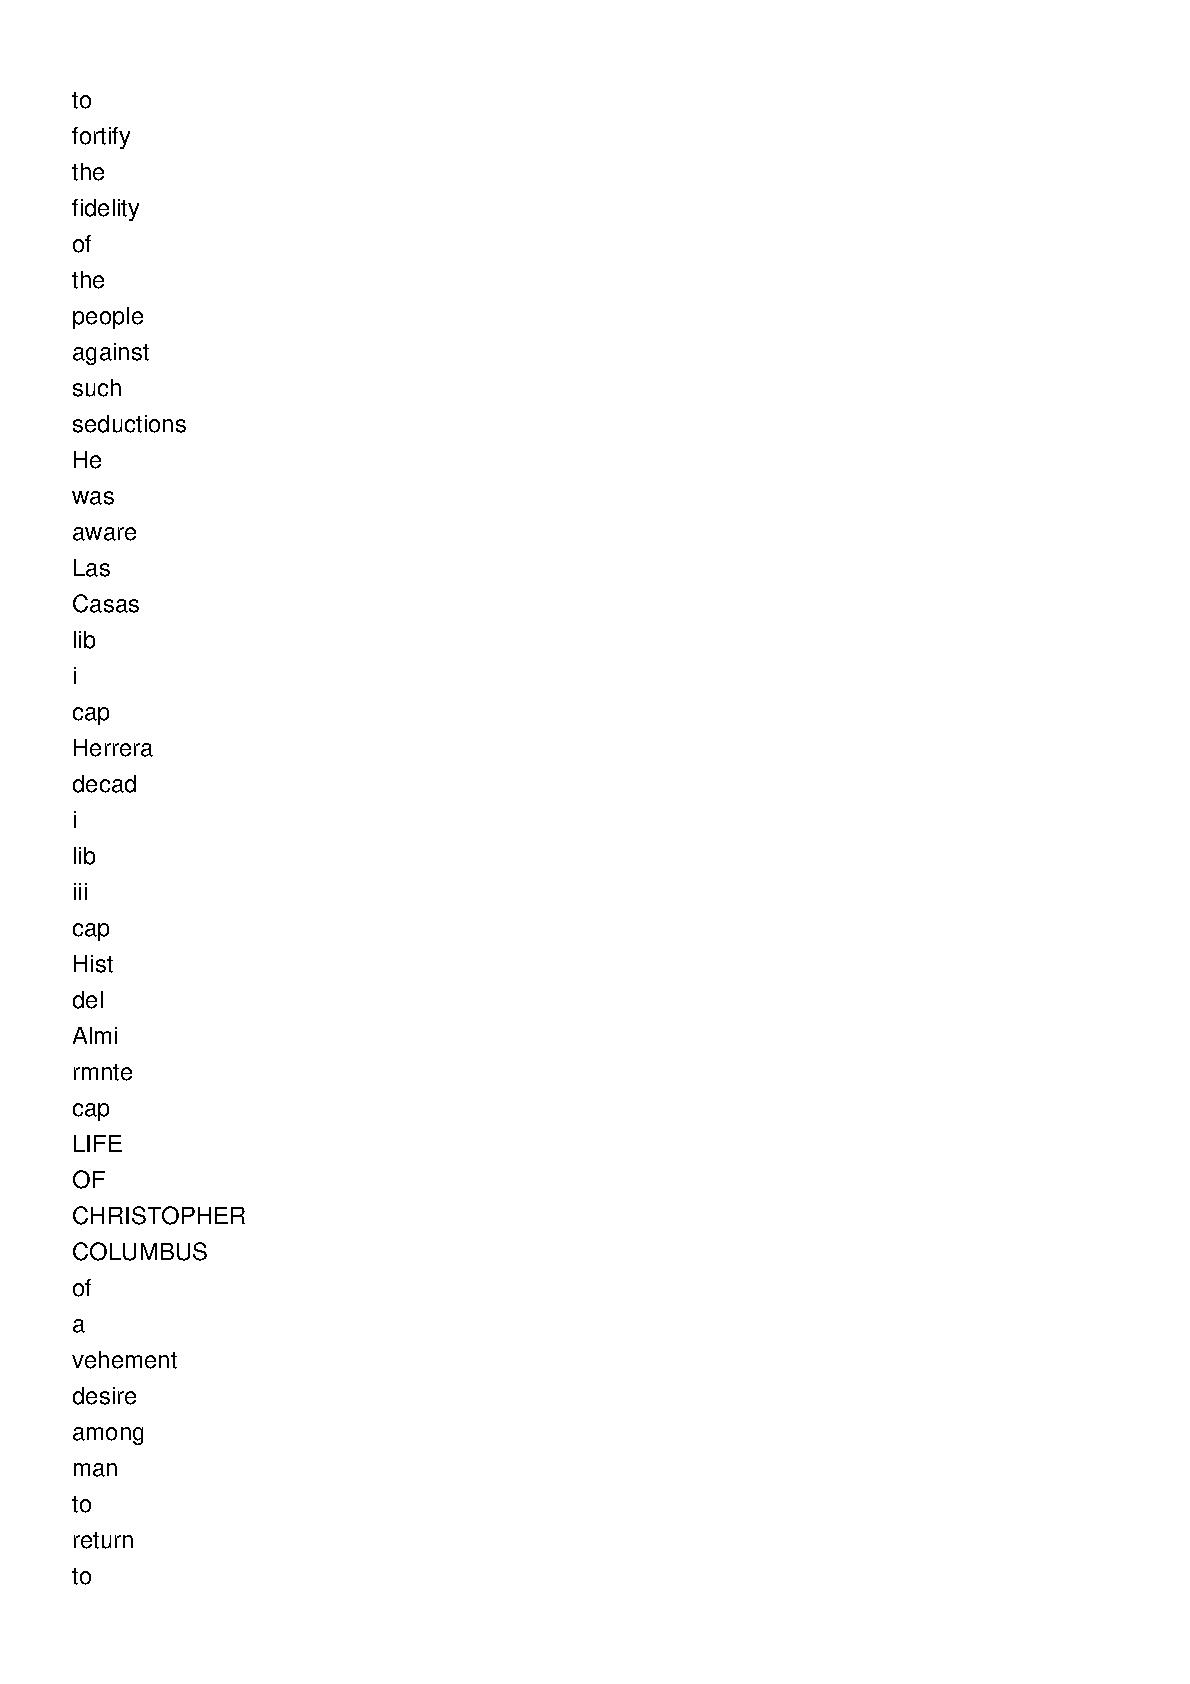 to
fortify
the
fidelity
of
the
people
against
such
seductions
He
was
aware
Las
Casas
lib
i
cap
Herrera
decad
i
lib
iii
cap
Hist
del
Almi
rmnte
cap
LIFE
OF
CHRISTOPHER
COLUMBUS
of
a
vehement
desire
among
man
to
return
to